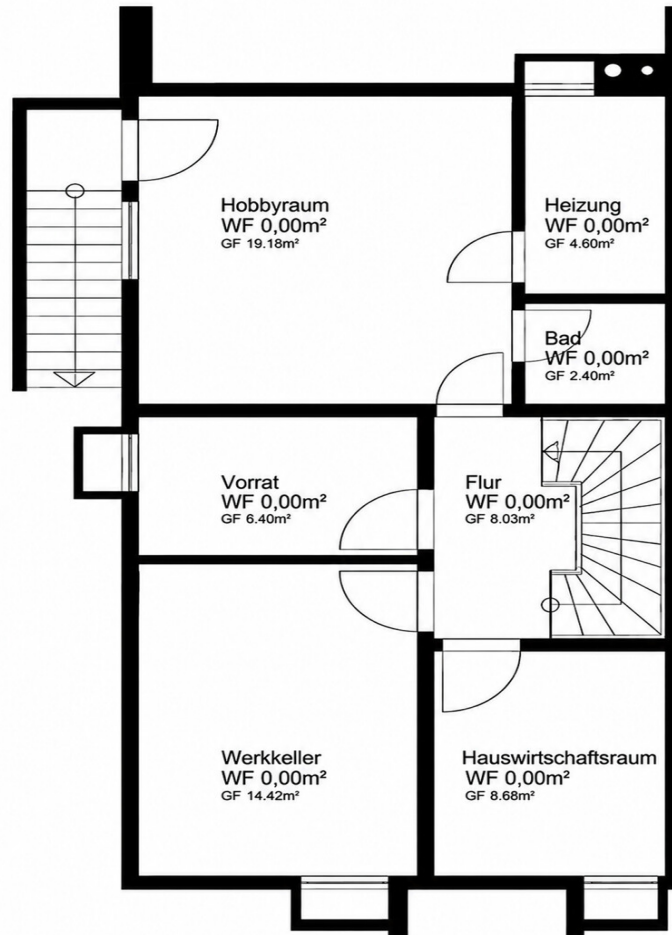 Hobbyraum
WF 0,00m²
GF 19.18m²
Heizung
WF 0,00m²
GF 4.60m²
Bad
WF 0,00m²
GF 2.40m²
Vorrat
WF 0,00m²
GF 6.40m²
Flur
WF 0,00m²
GF 8.03m²
Werkkeller
WF 0,00m²
GF 14.42m²
Hauswirtschaftsraum
WF 0,00m²
GF 8.68m²